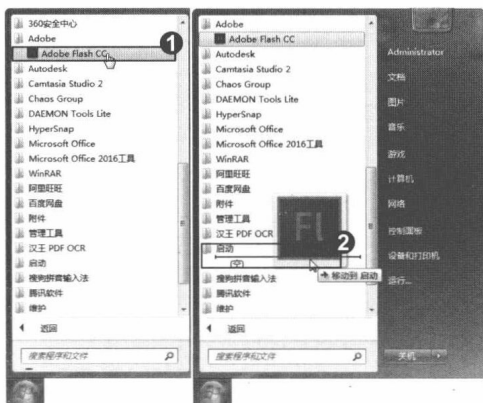 360安全中心
Adobe
Adobe Flash CC
1
Autodesk
Camtasia Studio 2
Chaos Group
DAEMON Tools Lite
HyperSnap
Microsoft Office
Microsoft Office 2016工具
WinRAR
阿里旺旺
百度网盘
附件
管理工具
汉王 PDF OCR
启动
搜狗拼音输入法
腾讯软件
维护
返回
搜索程序和文件
Adobe
Adobe Flash CC
Autodesk
Camtasia Studio 2
Chaos Group
DAEMON Tools Lite
HyperSnap
Microsoft Office
Microsoft Office 2016工具
WinRAR
阿里旺旺
百度网盘
附件
管理工具
汉王 PDF OCR
启动
(空)
搜狗拼音输入法
腾讯软件
维护
返回
搜索程序和文件
Fl
2
移动到 启动
Administrator
文档
图片
音乐
游戏
计算机
网络
控制面板
设备和打印机
运行...
关机